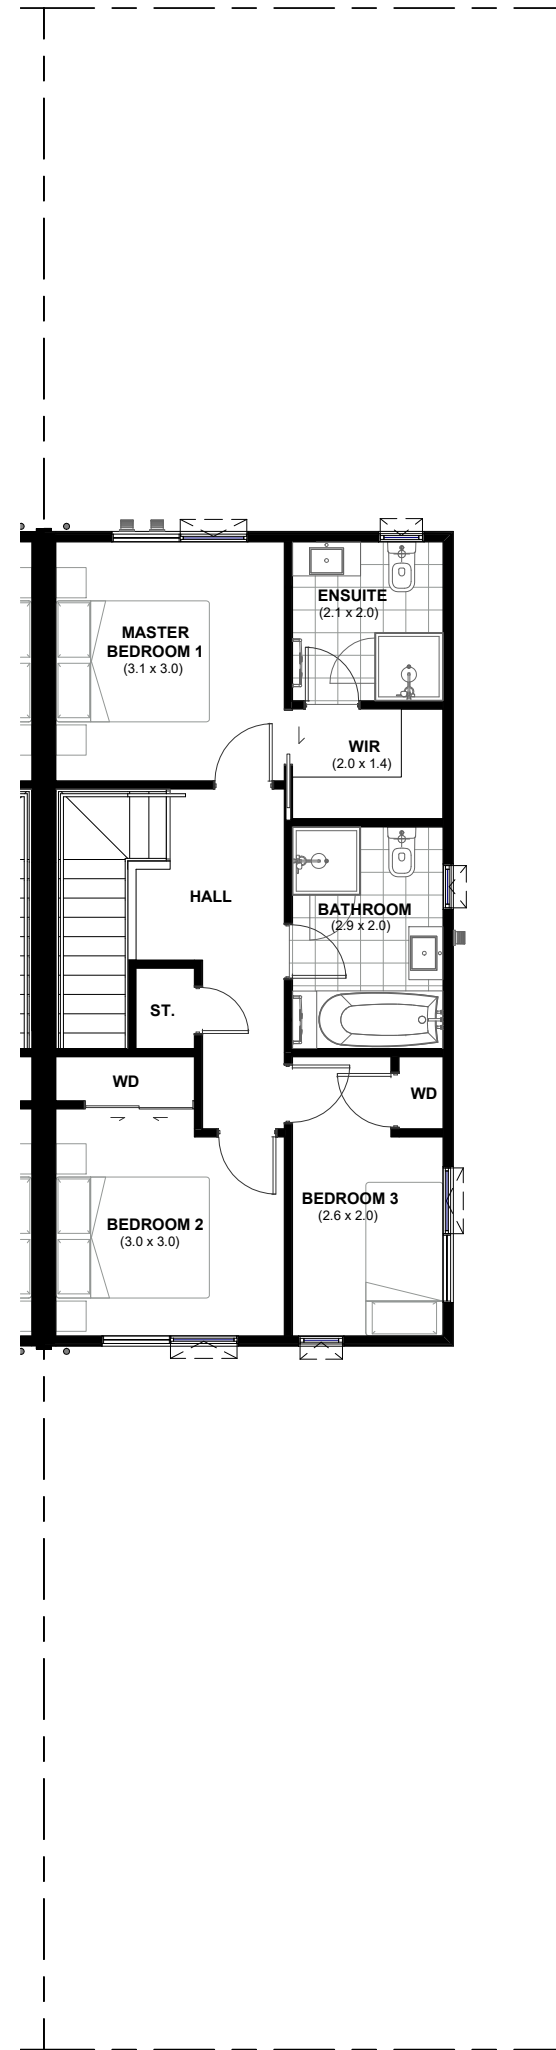 ENSUITE
(2.1 x 2.0)
MASTER
BEDROOM 1
(3.1 x 3.0)
WIR
(2.0 x 1.4)
HALL
BATHROOM
(2.9 x 2.0)
ST.
WD
WD
BEDROOM 3
(2.6 x 2.0)
BEDROOM 2
(3.0 x 3.0)